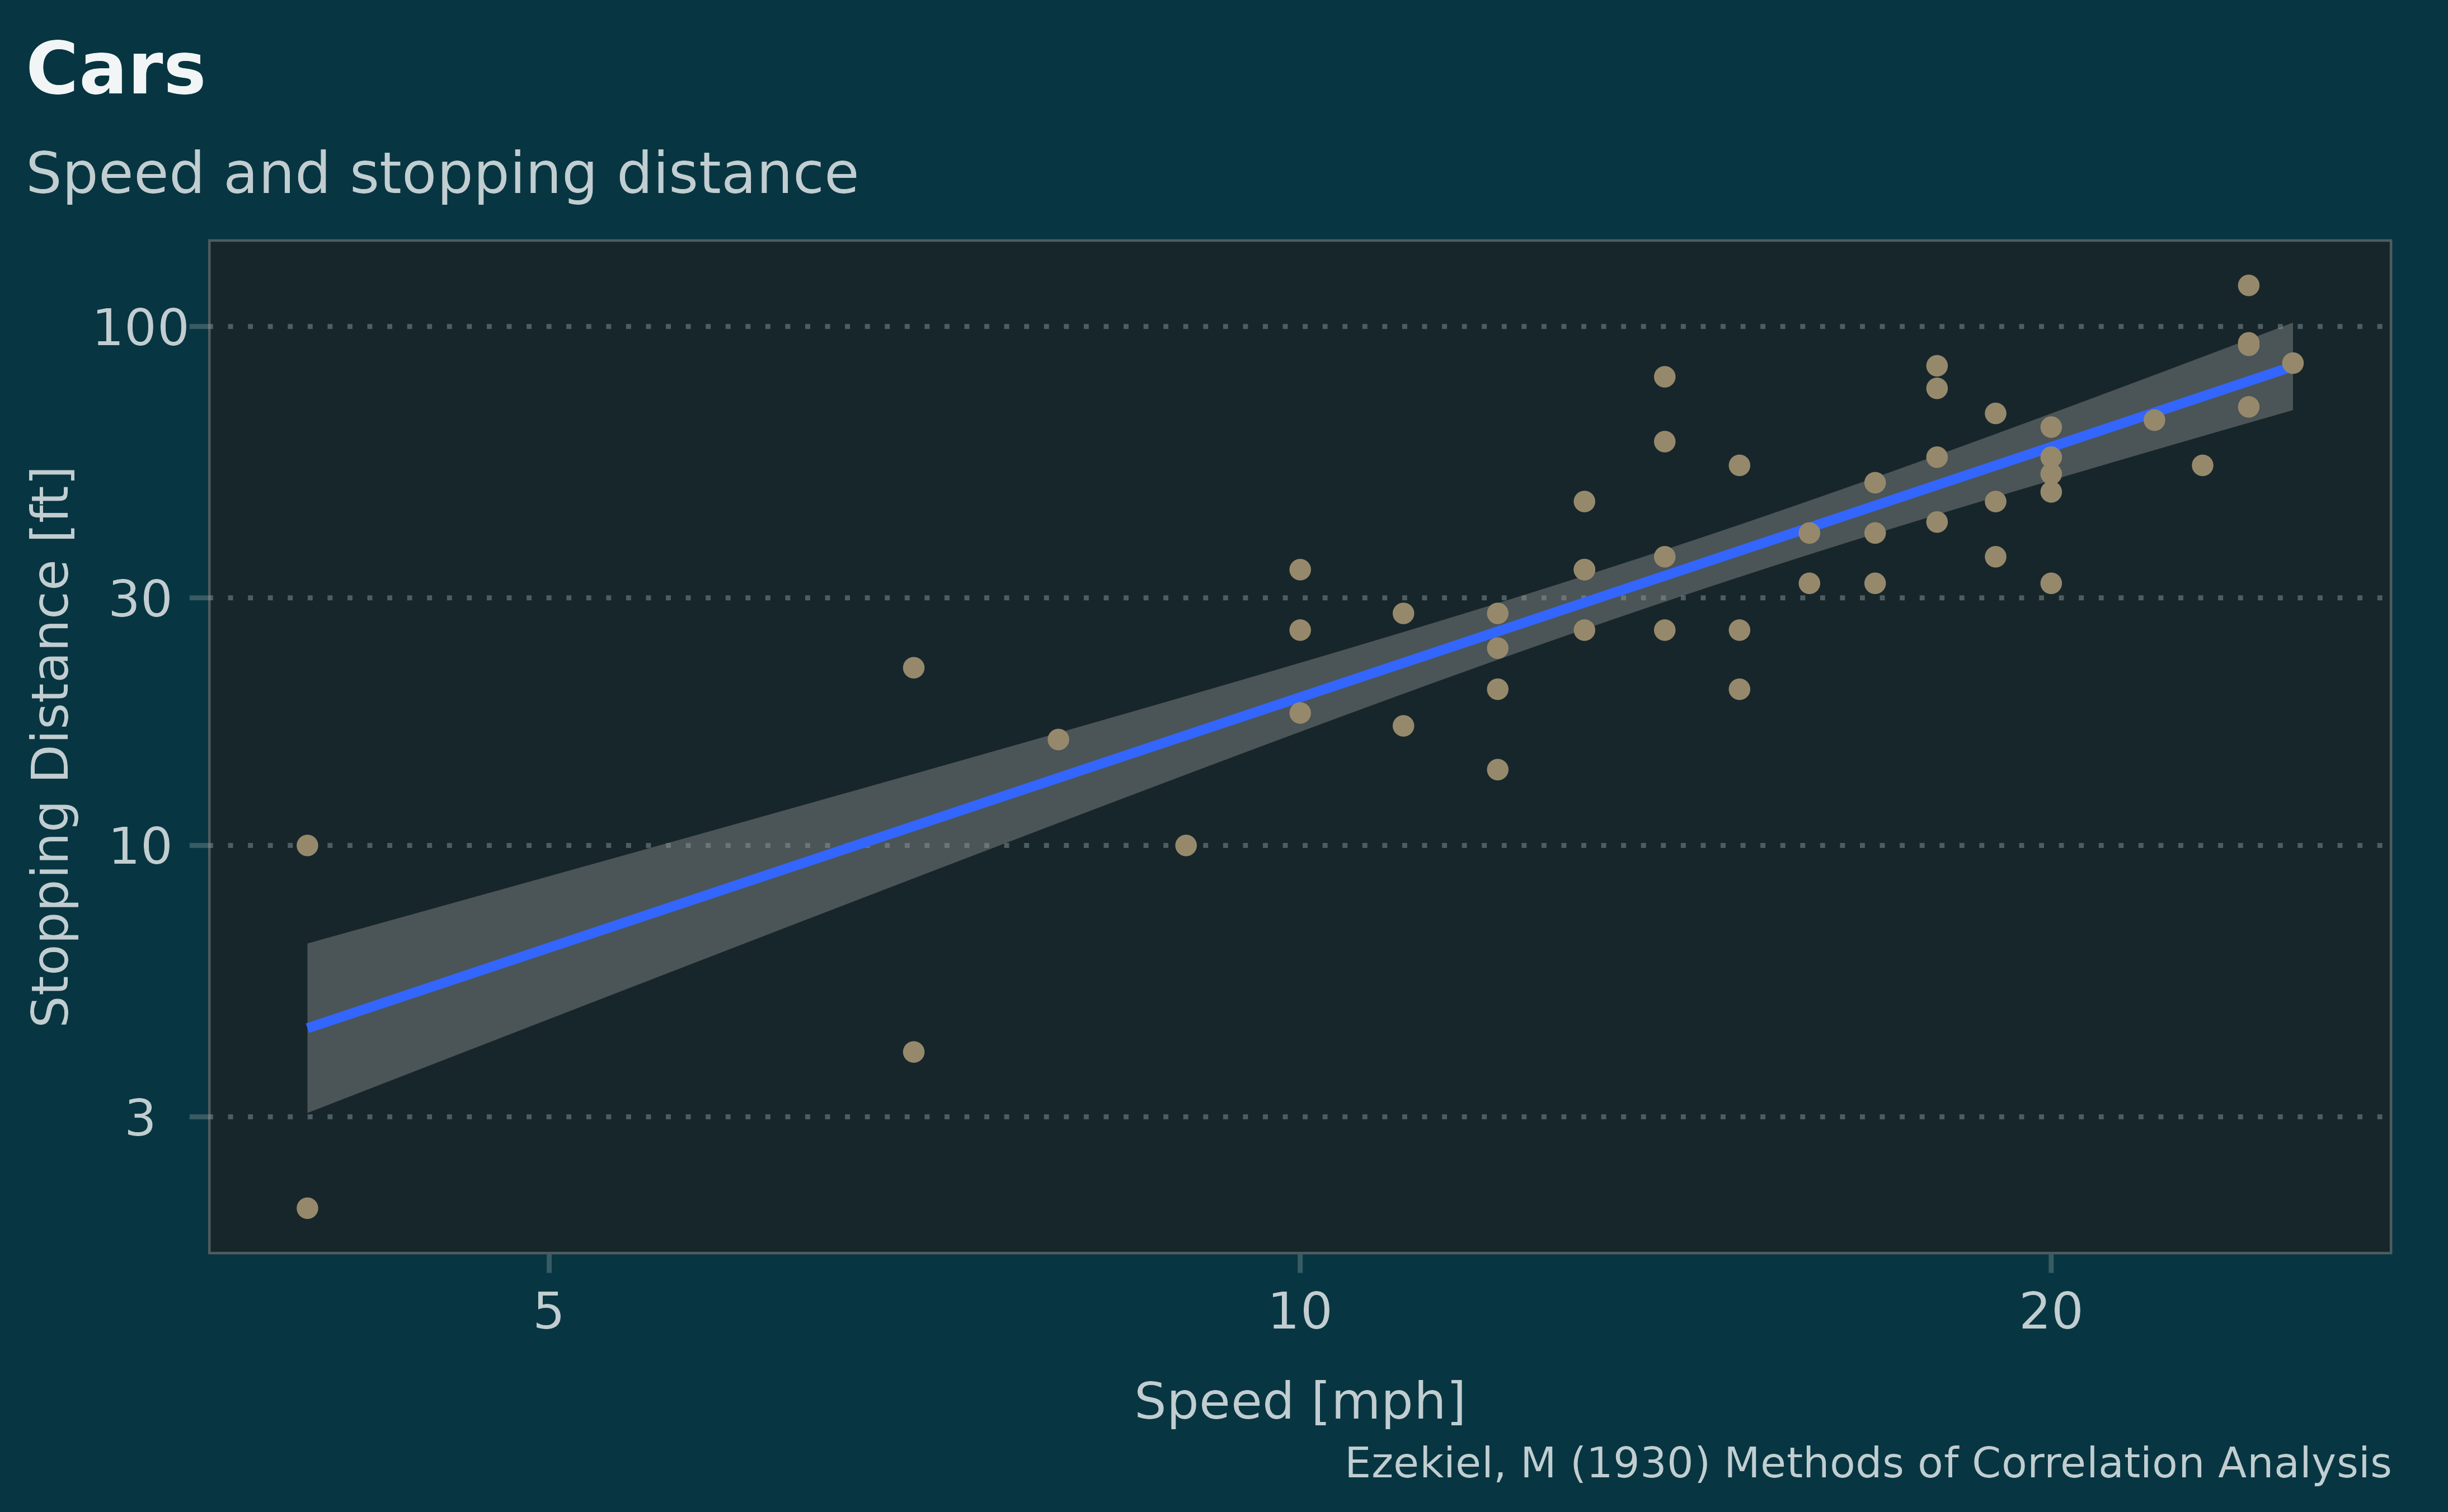 Cars
Speed and stopping distance
Stopping Distance [ft]
100
30
10
3
5
10
20
Speed [mph]
Ezekiel, M (1930) Methods of Correlation Analysis